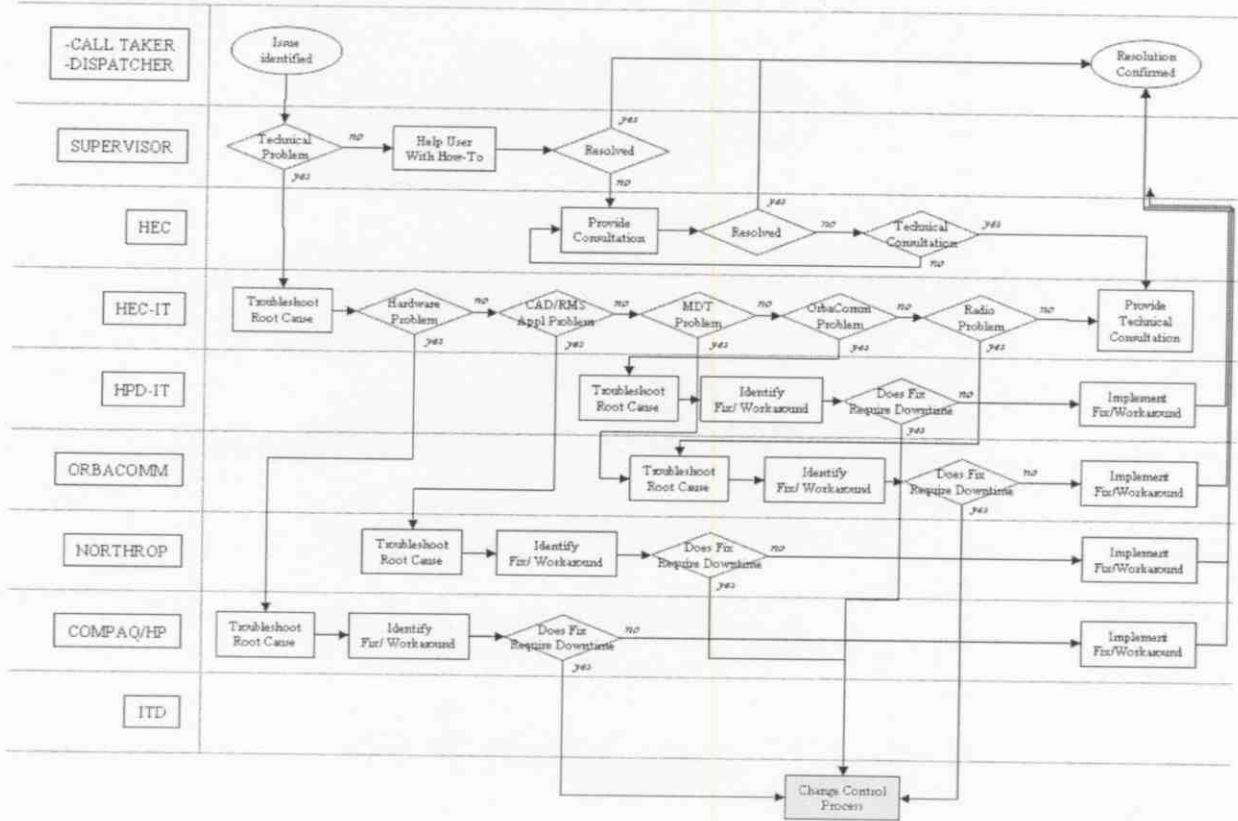 -CALL TAKER
-DISPATCHER
Issue
identified
Resolution
Confirmed
yes
SUPERVISOR
Technical
Problem
no
Help User
With How-To
Resolved
yes
no
HEC
Provide
Consultation
yes
Resolved
no
Technical
Consultation
yes
no
HEC-IT
Troubleshoot
Root Cause
Hardware
Problem
no
yes
CAD/RMS
Appl Problem
no
yes
MDT
Problem
no
yes
OrbaComm
Problem
no
yes
Radio
Problem
no
yes
Provide
Technical
Consultation
HPD-IT
Troubleshoot
Root Cause
Identify
Fix/ Workaround
Does Fix
Require Downtime
no
yes
Implement
Fix/Workaround
ORBACOMM
Troubleshoot
Root Cause
Identify
Fix/ Workaround
Does Fix
Require Downtime
no
yes
Implement
Fix/Workaround
NORTHROP
Troubleshoot
Root Cause
Identify
Fix/ Workaround
Does Fix
Require Downtime
no
yes
Implement
Fix/Workaround
COMPAQ/HP
Troubleshoot
Root Cause
Identify
Fix/ Workaround
Does Fix
Require Downtime
no
yes
Implement
Fix/Workaround
ITD
Change Control
Process